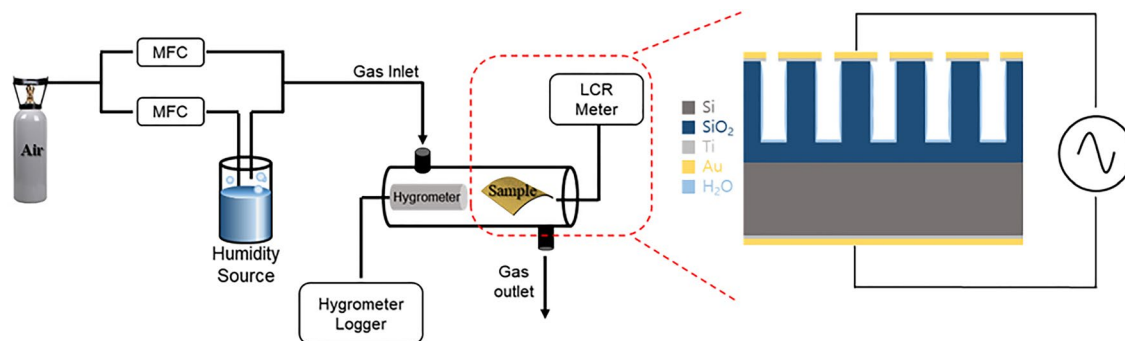 MFC
MFC
Air
Humidity
Source
Gas Inlet
Hygrometer
Sample
LCR
Meter
Hygrometer
Logger
Gas
outlet
Si
SiO₂
Ti
Au
H₂O